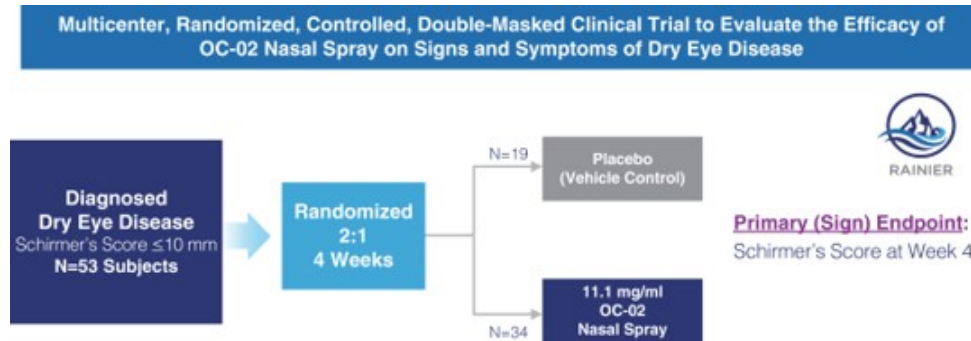 Multicenter, Randomized, Controlled, Double-Masked Clinical Trial to Evaluate the Efficacy of
OC-02 Nasal Spray on Signs and Symptoms of Dry Eye Disease
RAINIER
Diagnosed
Dry Eye Disease
Schirmer's Score ≤10 mm
N=53 Subjects
Randomized
2:1
4 Weeks
N=19
Placebo
(Vehicle Control)
N=34
11.1 mg/ml
OC-02
Nasal Spray
Primary (Sign) Endpoint:
Schirmer's Score at Week 4